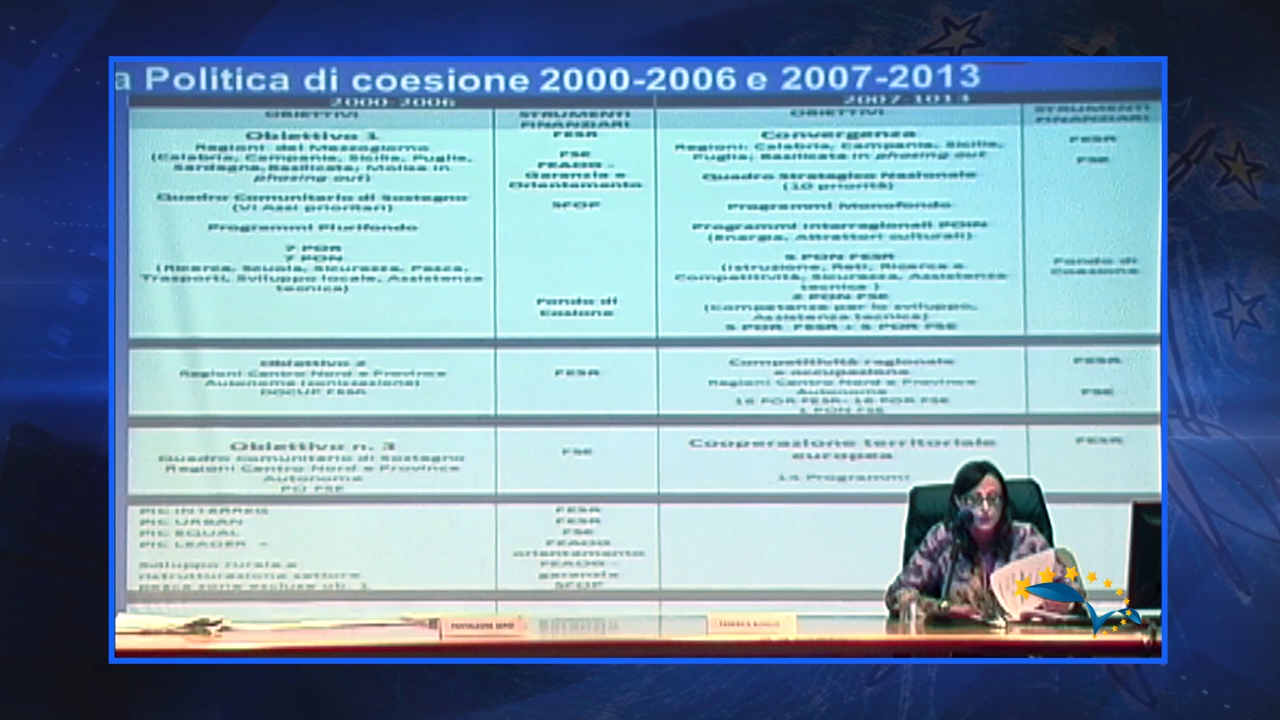 a Politica di coesione 2000-2006 e 2007-2013
2000-2006
2007-1013
OBIETTIVI
STRUMENTI
FINANZIARI
OBIETTIVI
STRUMENTI
FINANZIARI
Obiettivo 1
Regioni del Mezzogiorno
(Calabria, Campania, Sicilia, Puglia,
Sardegna, Basilicata; Molise in
phasing out)
Quadro Comunitario di Sostegno
(VI Assi prioritari)
Programmi Plurifondo
7 POR
7 PON
(Ricerca, Scuola, Sicurezza, Pesca,
Trasporti, Sviluppo locale, Assistenza
tecnica)
FESR
FSE
FEAOG -
Garanzia e
Orientamento
SFOP
Fondo di
Coesione
Convergenza
Regioni: Calabria, Campania, Sicilia,
Puglia; Basilicata in phasing out
Quadro Strategico Nazionale
(10 priorità)
Programmi Monofondo
Programmi Interregionali POIN
(Energia, Attrattori culturali)
5 PON FESR
(Istruzione, Reti, Ricerca e
Competitività, Sicurezza, Assistenza
tecnica )
2 PON FSE
(Competenze per lo sviluppo,
Assistenza tecnica)
5 POR FESR + 5 POR FSE
FESR
FSE
Fondo di
Coesione
Obiettivo 2
Regioni Centro Nord e Province
Autonome (zonizzazione)
DOCUP FESR
FESR
Competitività regionale
e occupazione
Regioni Centro Nord e Province
Autonome
16 POR FESR- 16 POR FSE
1 PON FSE
FESR
FSE
Obiettivo n. 3
Quadro Comunitario di Sostegno
Regioni Centro Nord e Province
Autonome
PO FSE
FSE
Cooperazione territoriale
europea
Programmi
FESR
PIC INTERREG
PIC URBAN
PIC EQUAL
PIC LEADER +
Sviluppo rurale e
ristrutturazione settore
pesca zone escluse ob. 1
FESR
FESR
FSE
FEAOG
orientamento
FEAOG -
garanzia
SFOP